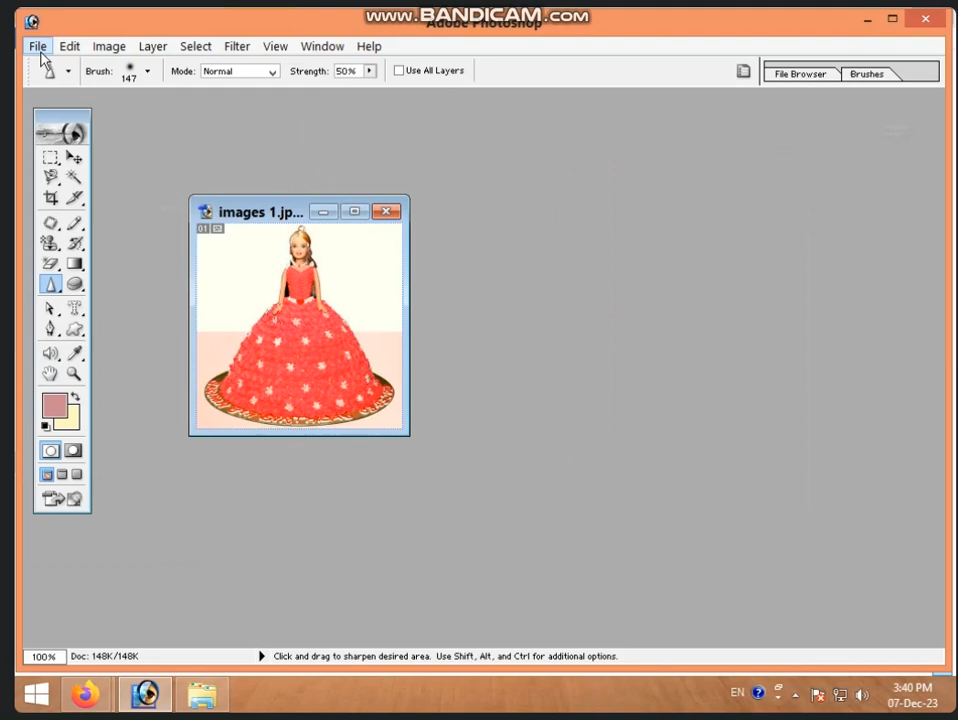 www.BANDICAM.com
Adobe Photoshop
File Edit Image Layer Select Filter View Window Help
Brush: 147 Mode: Normal Strength: 50% Use All Layers File Browser Brushes
images 1.jp...
01
100% Doc: 148K/148K Click and drag to sharpen desired area. Use Shift, Alt, and Ctrl for additional options.
EN 3:40 PM
07-Dec-23